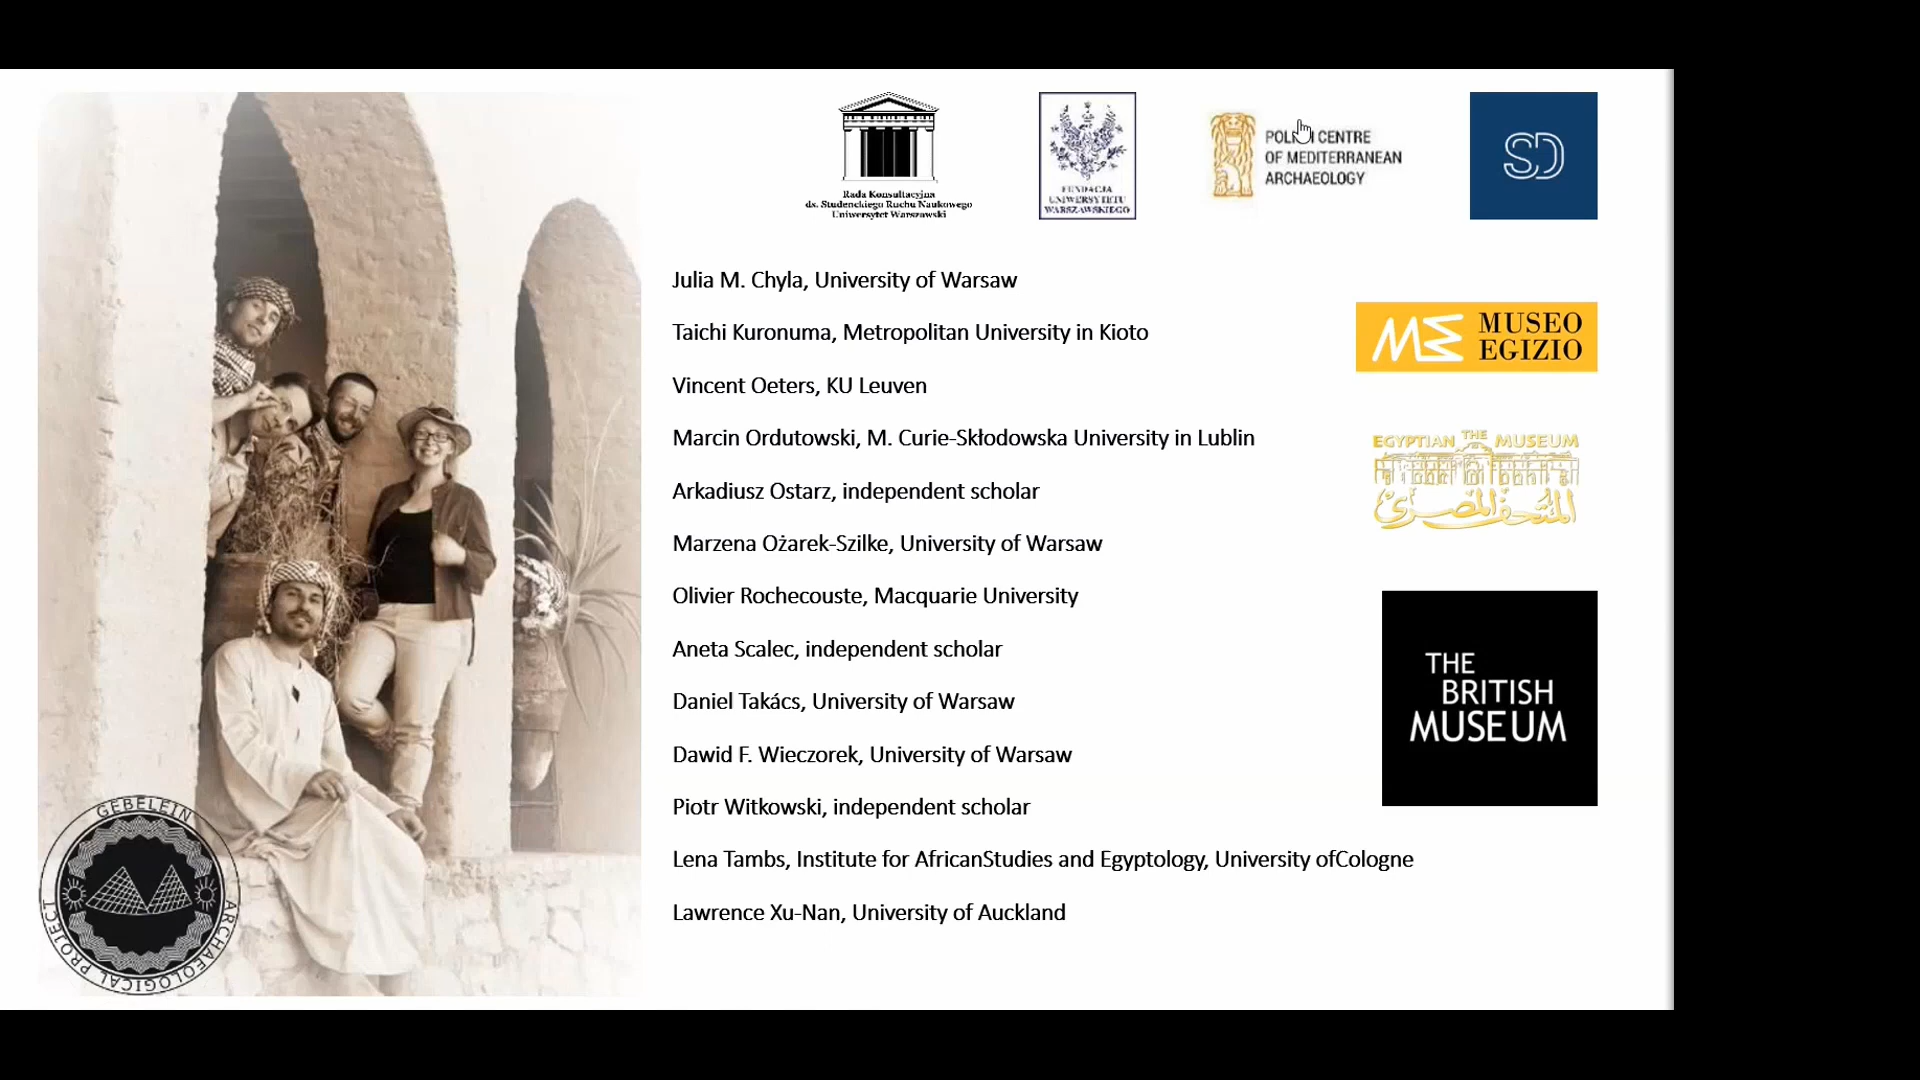 Rada Konsultacyjna
ds. Studenckiego Ruchu Naukowego
Uniwersytet Warszawski
FUNDACJA
UNIWERSYTETU
WARSZAWSKIEGO
POLISH CENTRE
OF MEDITERRANEAN
ARCHAEOLOGY
SD
Julia M. Chyla, University of Warsaw
Taichi Kuronuma, Metropolitan University in Kioto
Vincent Oeters, KU Leuven
Marcin Ordutowski, M. Curie-Skłodowska University in Lublin
Arkadiusz Ostarz, independent scholar
Marzena Ożarek-Szilke, University of Warsaw
Olivier Rochecouste, Macquarie University
Aneta Scalec, independent scholar
Daniel Takács, University of Warsaw
Dawid F. Wieczorek, University of Warsaw
Piotr Witkowski, independent scholar
Lena Tambs, Institute for AfricanStudies and Egyptology, University ofCologne
Lawrence Xu-Nan, University of Auckland
ME
MUSEO
EGIZIO
THE
EGYPTIAN MUSEUM
المتحف المصري
THE
BRITISH
MUSEUM
GEBELEIN
ARCHAEOLOGICAL PROJECT